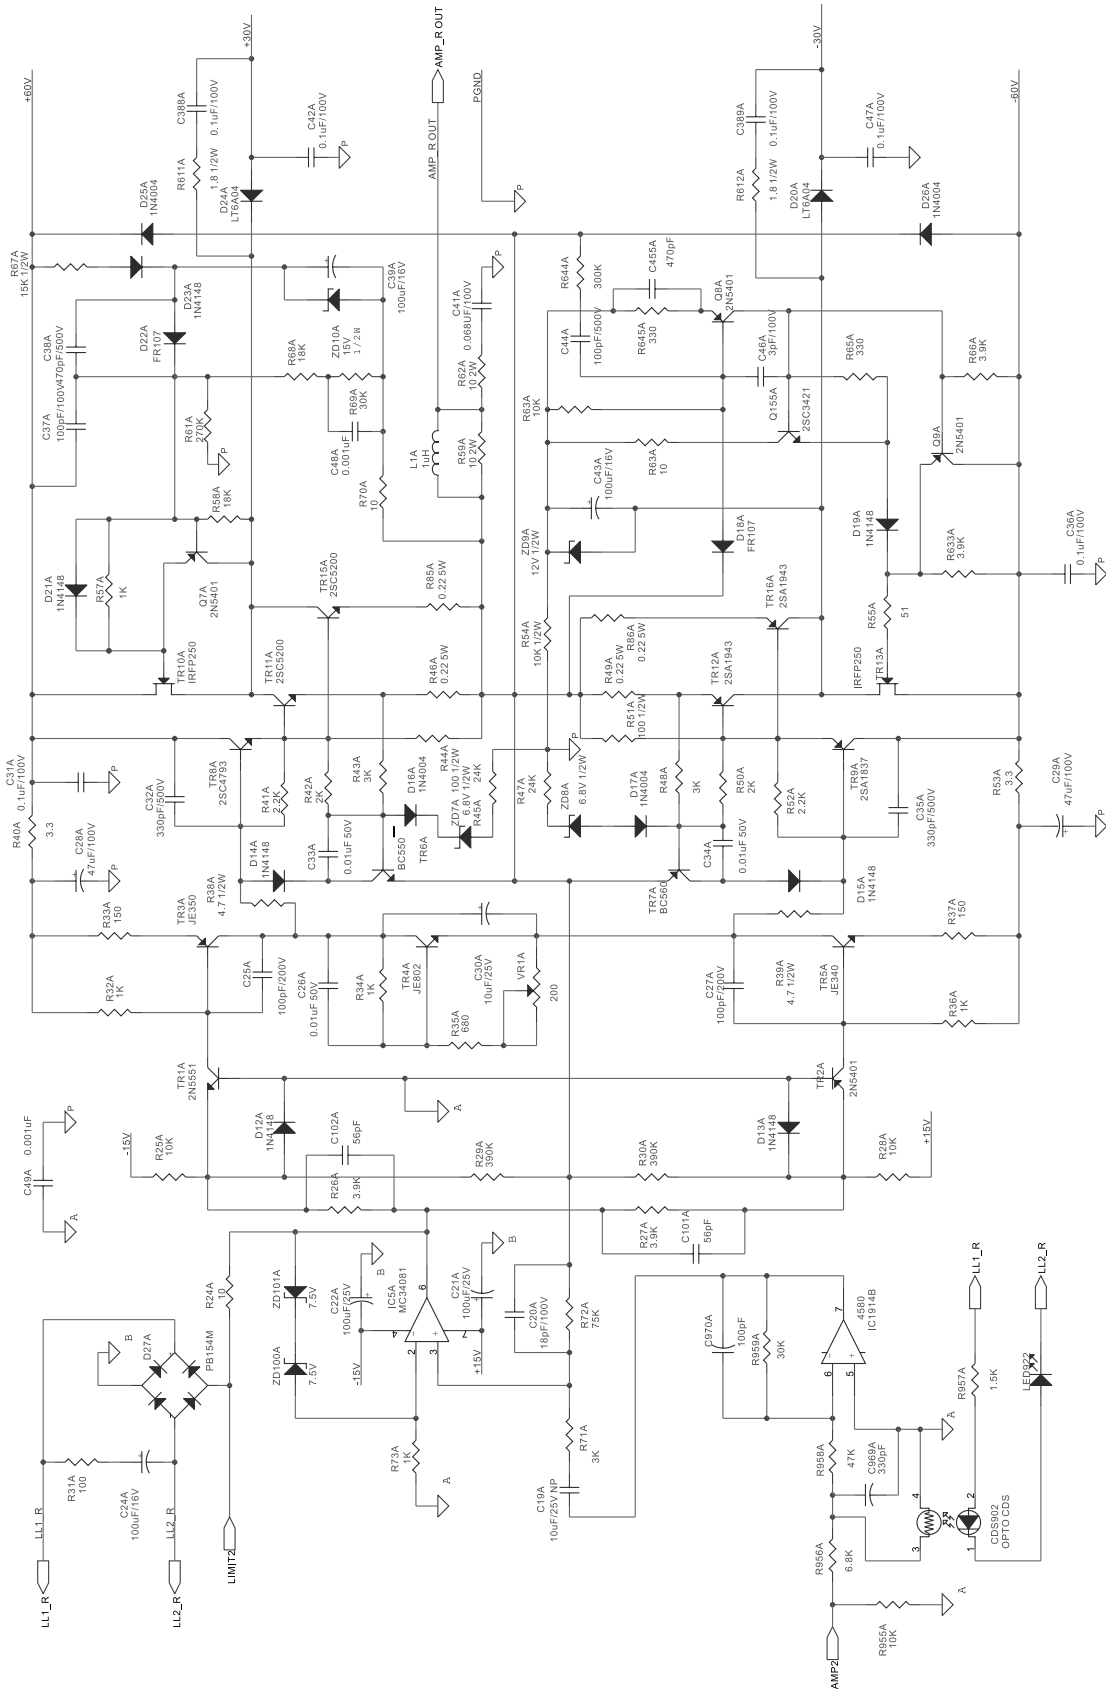 +60V
+30V
AMP_R OUT
PGND
-30V
-60V
C388A
0.1uF/100V
R611A
1.8 1/2W
C42A
0.1uF/100V
P
D25A
1N4004
D24A
LT6A04
AMP_R OUT
P
C389A
0.1uF/100V
R612A
1.8 1/2W
D20A
LT6A04
C47A
0.1uF/100V
D26A
1N4004
R67A
15K 1/2W
D23A
1N4148
D22A
FR107
C38A
470pF/500V
C37A
100pF/100V
R61A
270K
P
R58A
18K
R68A
18K
ZD10A
15V
1/2W
C39A
100uF/16V
R69A
30K
C48A
0.001uF
R70A
10
C41A
0.068UF/100V
P
R62A
10 2W
L1A
1uH
R59A
10 2W
R644A
300K
C44A
100pF/500V
C455A
470pF
R645A
330
Q8A
2N5401
R63A
10K
C46A
3pF/100V
R65A
330
R66A
3.9K
Q155A
2SC3421
Q9A
2N5401
R63A
10
C43A
100uF/16V
ZD9A
12V 1/2W
D18A
FR107
D19A
1N4148
R633A
3.9K
C36A
0.1uF/100V
P
D21A
1N4148
R57A
1K
Q7A
2N5401
TR15A
2SC5200
R85A
0.22 5W
R54A
10K 1/2W
R86A
0.22 5W
TR16A
2SA1943
R55A
51
TR10A
IRFP250
TR11A
2SC5200
R46A
0.22 5W
R49A
0.22 5W
R51A
100 1/2W
TR12A
2SA1943
IRFP250
TR13A
C31A
0.1uF/100V
P
C32A
330pF/500V
TR8A
2SC4793
R41A
2.2K
R42A
2K
R43A
3K
R44A
100 1/2W
D16A
1N4004
ZD7A
6.8V 1/2W
R45A
24K
P
R47A
24K
ZD8A
6.8V 1/2W
D17A
1N4004
R48A
3K
R50A
2K
R52A
2.2K
TR9A
2SA1837
C35A
330pF/500V
R53A
3.3
C29A
47uF/100V
P
R40A
3.3
C28A
47uF/100V
P
R38A
4.7 1/2W
D14A
1N4148
C33A
0.01uF 50V
BC550
TR6A
TR7A
BC560
C34A
0.01uF 50V
D15A
1N4148
R33A
150
TR3A
JE350
R32A
1K
C25A
100pF/200V
C26A
0.01uF 50V
R34A
1K
TR4A
JE802
C30A
10uF/25V
R35A
680
VR1A
200
C27A
100pF/200V
R39A
4.7 1/2W
TR5A
JE340
R37A
150
R36A
1K
TR1A
2N5551
D12A
1N4148
A
D13A
1N4148
TR2A
2N5401
C49A
0.001uF
P
A
-15V
R25A
10K
C102A
56pF
R26A
3.9K
R29A
390K
R30A
390K
R28A
10K
+15V
R27A
3.9K
C101A
56pF
B
D27A
PB154M
+
-
R24A
10
ZD101A
7.5V
ZD100A
7.5V
C22A
100uF/25V
B
-15V
IC5A
MC34081
2
3
4
6
7
C21A
100uF/25V
B
+15V
C20A
18pF/100V
R72A
75K
R71A
3K
C19A
10uF/25V NP
R73A
1K
A
C970A
100pF
R959A
30K
4580
IC1914B
6
5
7
R958A
47K
C969A
330pF
A
R956A
6.8K
R955A
10K
A
AMP2
CDS902
OPTO CDS
3
4
1
2
R957A
1.5K
LED922
LL1_R
LL2_R
LL1_R
R31A
100
C24A
100uF/16V
LL2_R
LIMIT2
LL1_R
LL2_R